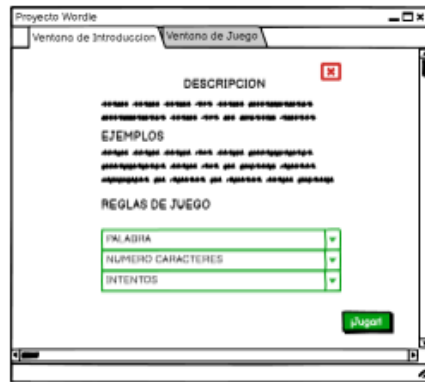 Proyecto Wordle
Ventana de Introduccion Ventana de Juego
DESCRIPCION
EJEMPLOS
REGLAS DE JUEGO
PALABRA
NUMERO CARACTERES
INTENTOS
¡Jugar!